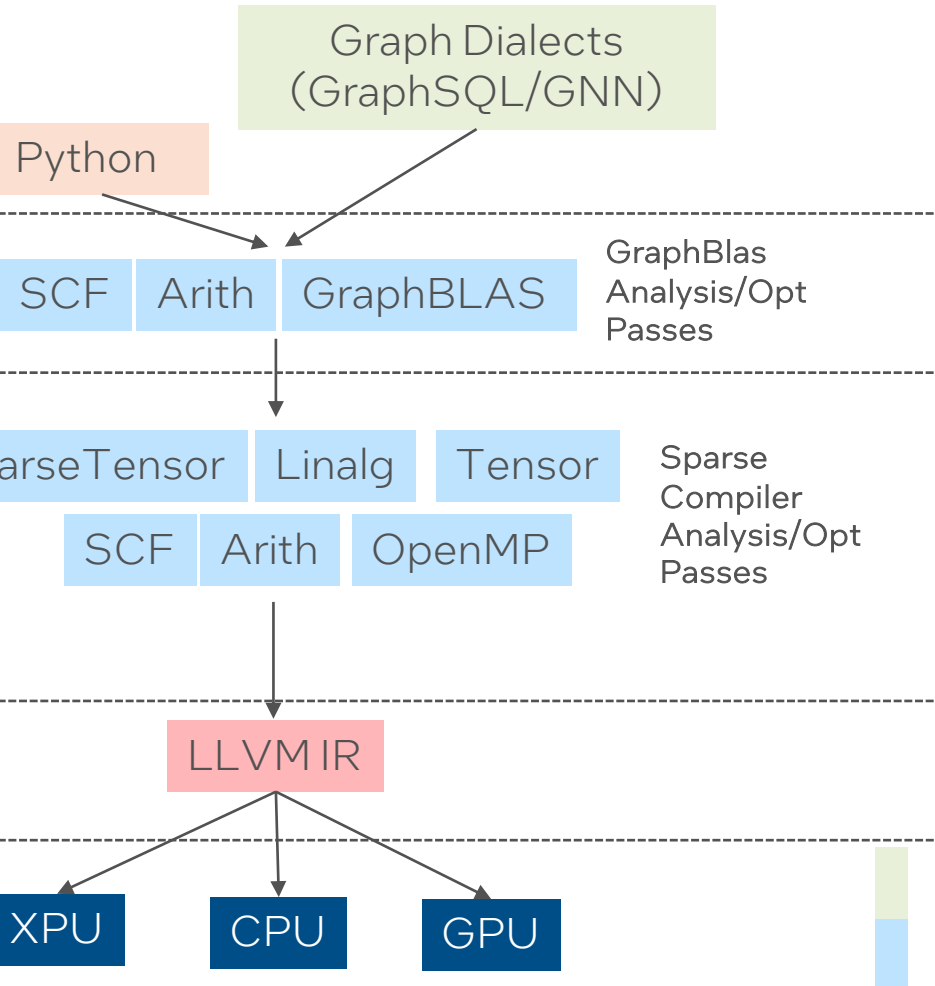 Graph Dialects
(GraphSQL/GNN)
Python
SCF
Arith
GraphBLAS
GraphBlas
Analysis/Opt
Passes
arseTensor
Linalg
Tensor
Sparse
Compiler
Analysis/Opt
Passes
SCF
Arith
OpenMP
LLVM IR
XPU
CPU
GPU